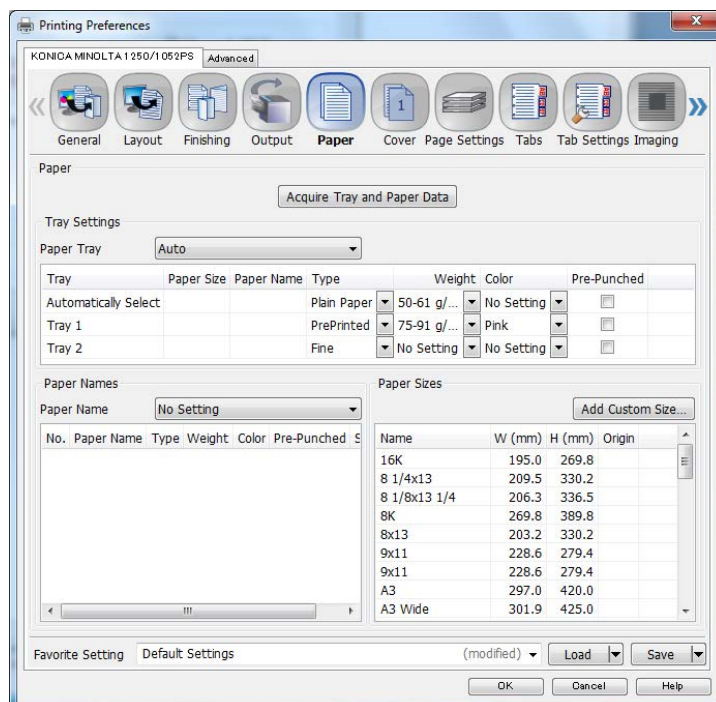 Printing Preferences
KONICA MINOLTA 1250/1052PS Advanced
1
General Layout Finishing Output Paper Cover Page Settings Tabs Tab Settings Imaging
Paper
Acquire Tray and Paper Data
Tray Settings
Paper Tray Auto
Tray Paper Size Paper Name Type Weight Color Pre-Punched
Automatically Select Plain Paper 50-61 g/... No Setting
Tray 1 PrePrinted 75-91 g/... Pink
Tray 2 Fine No Setting No Setting
Paper Names
Paper Name No Setting
No. Paper Name Type Weight Color Pre-Punched S
Paper Sizes
Add Custom Size...
Name W (mm) H (mm) Origin
16K 195.0 269.8
8 1/4x13 209.5 330.2
8 1/8x13 1/4 206.3 336.5
8K 269.8 389.8
8x13 203.2 330.2
9x11 228.6 279.4
9x11 228.6 279.4
A3 297.0 420.0
A3 Wide 301.9 425.0
Favorite Setting Default Settings (modified) Load Save
OK Cancel Help